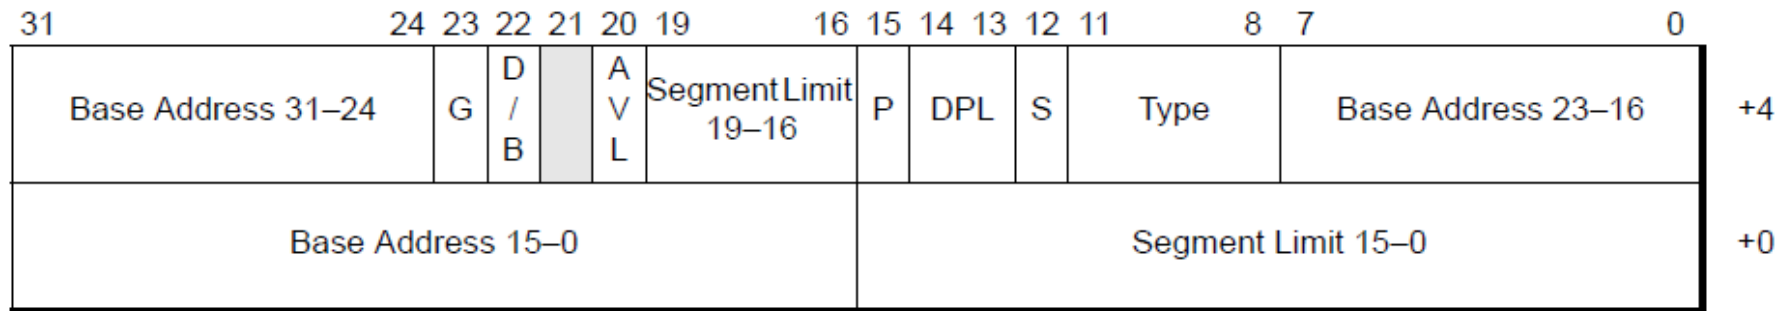 31 24 23 22 21 20 19 16 15 14 13 12 11 8 7 0
Base Address 31–24 G D/B AVL Segment Limit 19–16 P DPL S Type Base Address 23–16 +4
Base Address 15–0 Segment Limit 15–0 +0